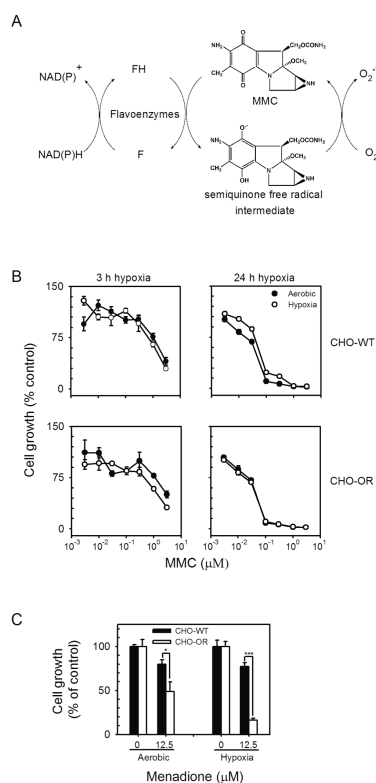 A
NAD(P)+
FH
Flavoenzymes
NAD(P)H
F
O
H2N
CH3
O
CH2OCONH2
OCH3
N
NH
MMC
O2•-
O-
H2N
CH3
OH
CH2OCONH2
OCH3
N
NH
O2
semiquinone free radical
intermediate
B
3 h hypoxia
24 h hypoxia
150
75
0
Aerobic
Hypoxia
CHO-WT
Cell growth (% control)
150
75
0
CHO-OR
10-3 10-2 10-1 100 101
10-3 10-2 10-1 100 101
MMC (μM)
C
Cell growth
(% of control)
100
50
0
CHO-WT
CHO-OR
*
***
0 12.5 0 12.5
Aerobic Hypoxia
Menadione (μM)